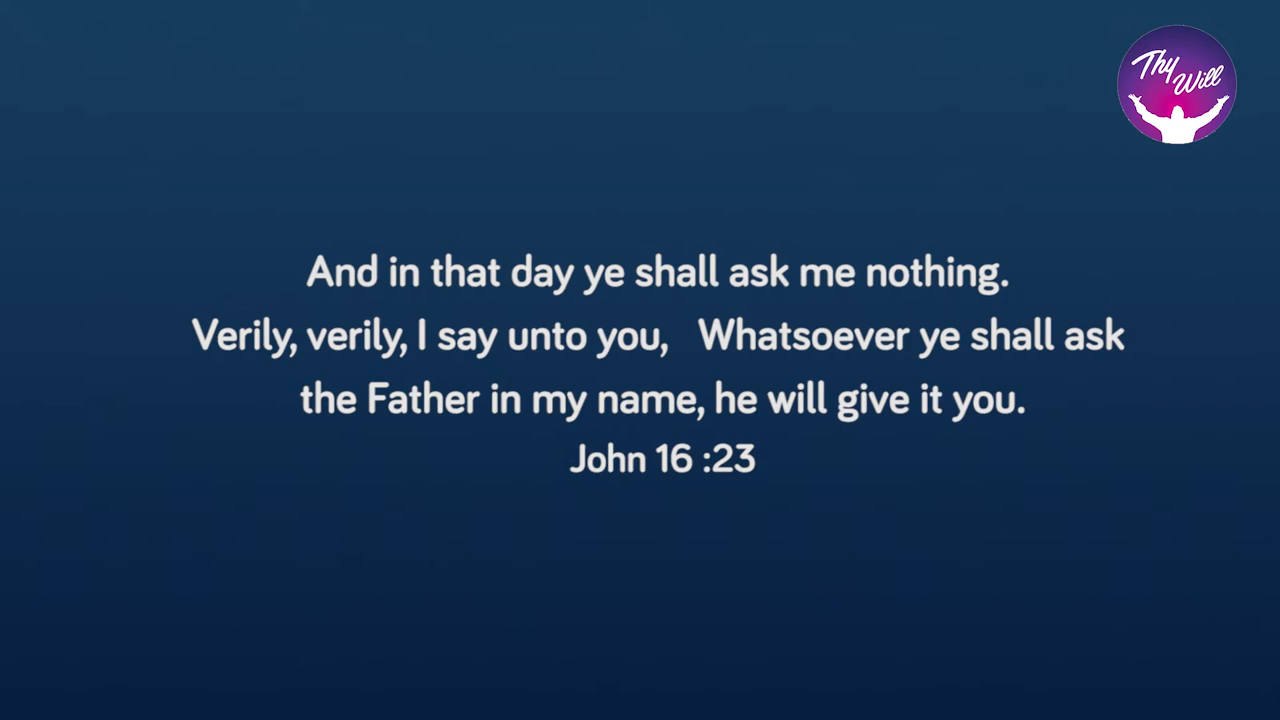 Thy Will
And in that day ye shall ask me nothing.
Verily, verily, I say unto you, Whatsoever ye shall ask
the Father in my name, he will give it you.
John 16 :23